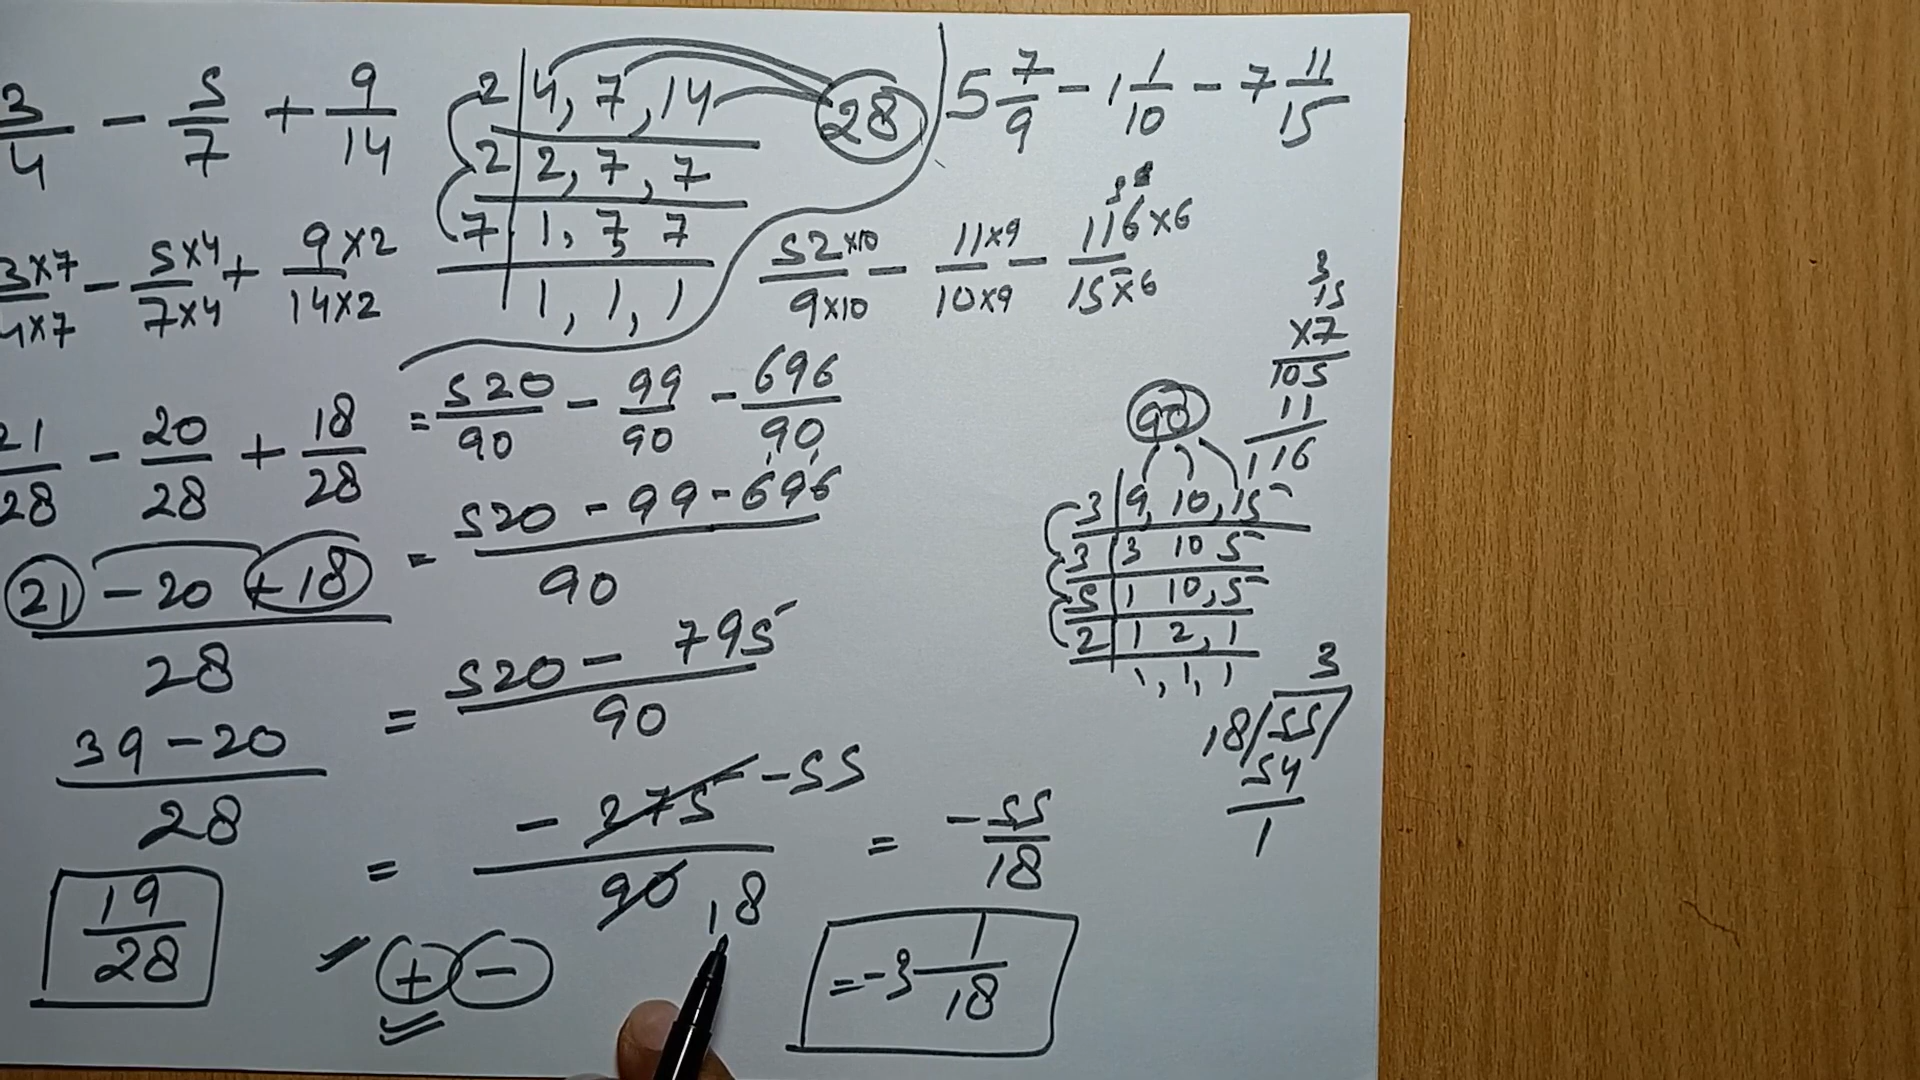 3/4 - 5/7 + 9/14
3×7/4×7 - 5×4/7×4 + 9×2/14×2
21/28 - 20/28 + 18/28
21 - 20 + 18 / 28
39 - 20 / 28
19/28
2 | 4, 7, 14
2 | 2, 7, 7
7 | 1, 7, 7
1, 1, 1
28
5 7/9 - 1 1/10 - 7 11/15
52×10/9×10 - 11×9/10×9 - 116×6/15×6
= 520/90 - 99/90 - 696/90
= 520 - 99 - 696 / 90
= 520 - 795 / 90
= -275/90 -55 18 = -55/18
= -3 1/18
+ -
3
15
×7
105
11
116
90
3 | 9, 10, 15
3 | 3 10 5
5 | 1 10, 5
2 | 1 2, 1
1, 1, 1
3
18/55
54
1